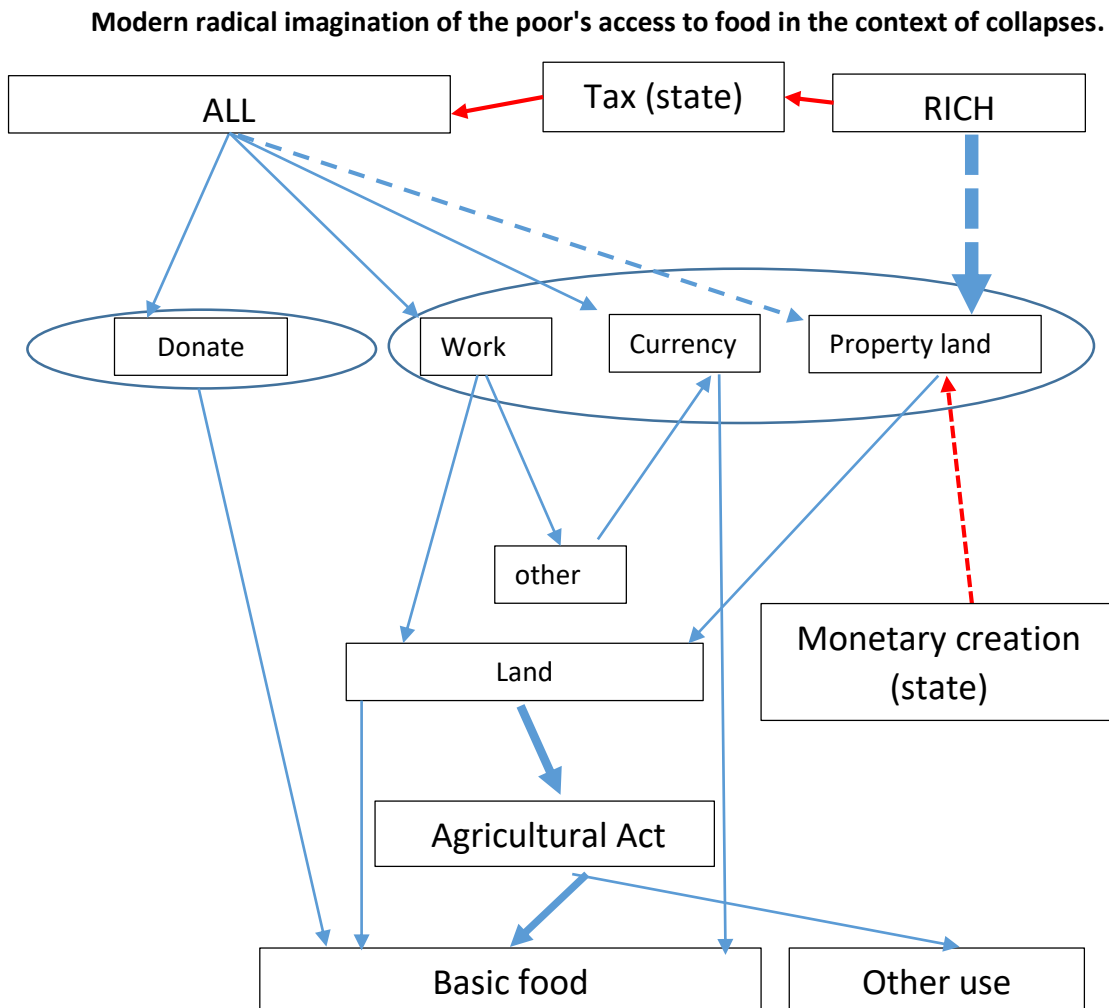 Modern radical imagination of the poor's access to food in the context of collapses.
ALL
Tax (state)
RICH
Donate
Work
Currency
Property land
other
Land
Monetary creation
(state)
Agricultural Act
Basic food
Other use